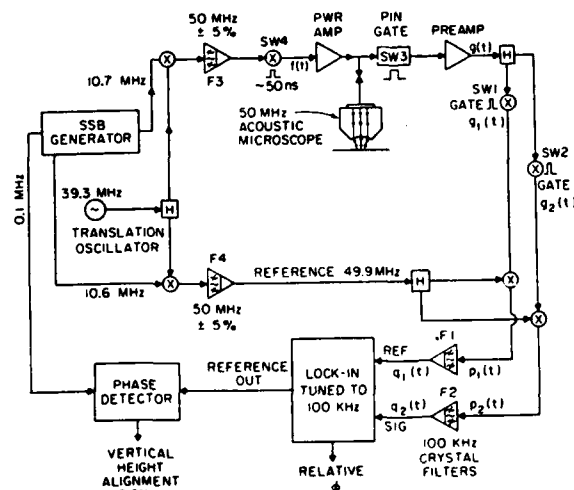 50 MHz
± 5%
F3
SW4
~50ns
f(t)
PWR
AMP
PIN
GATE
SW3
PREAMP
g(t)
H
10.7 MHz
SSB
GENERATOR
0.1 MHz
39.3 MHz
~
TRANSLATION
OSCILLATOR
H
50 MHz
ACOUSTIC
MICROSCOPE
SW1
GATE
g₁(t)
SW2
GATE
g₂(t)
X
X
X
X
X
X
F4
10.6 MHz
50 MHz
± 5%
REFERENCE 49.9 MHz
H
PHASE
DETECTOR
VERTICAL
HEIGHT
ALIGNMENT
REFERENCE
OUT
LOCK-IN
TUNED TO
100 KHz
RELATIVE
REF
q₁(t)
F1
p₁(t)
q₂(t)
SIG
F2
p₂(t)
100 KHz
CRYSTAL
FILTERS